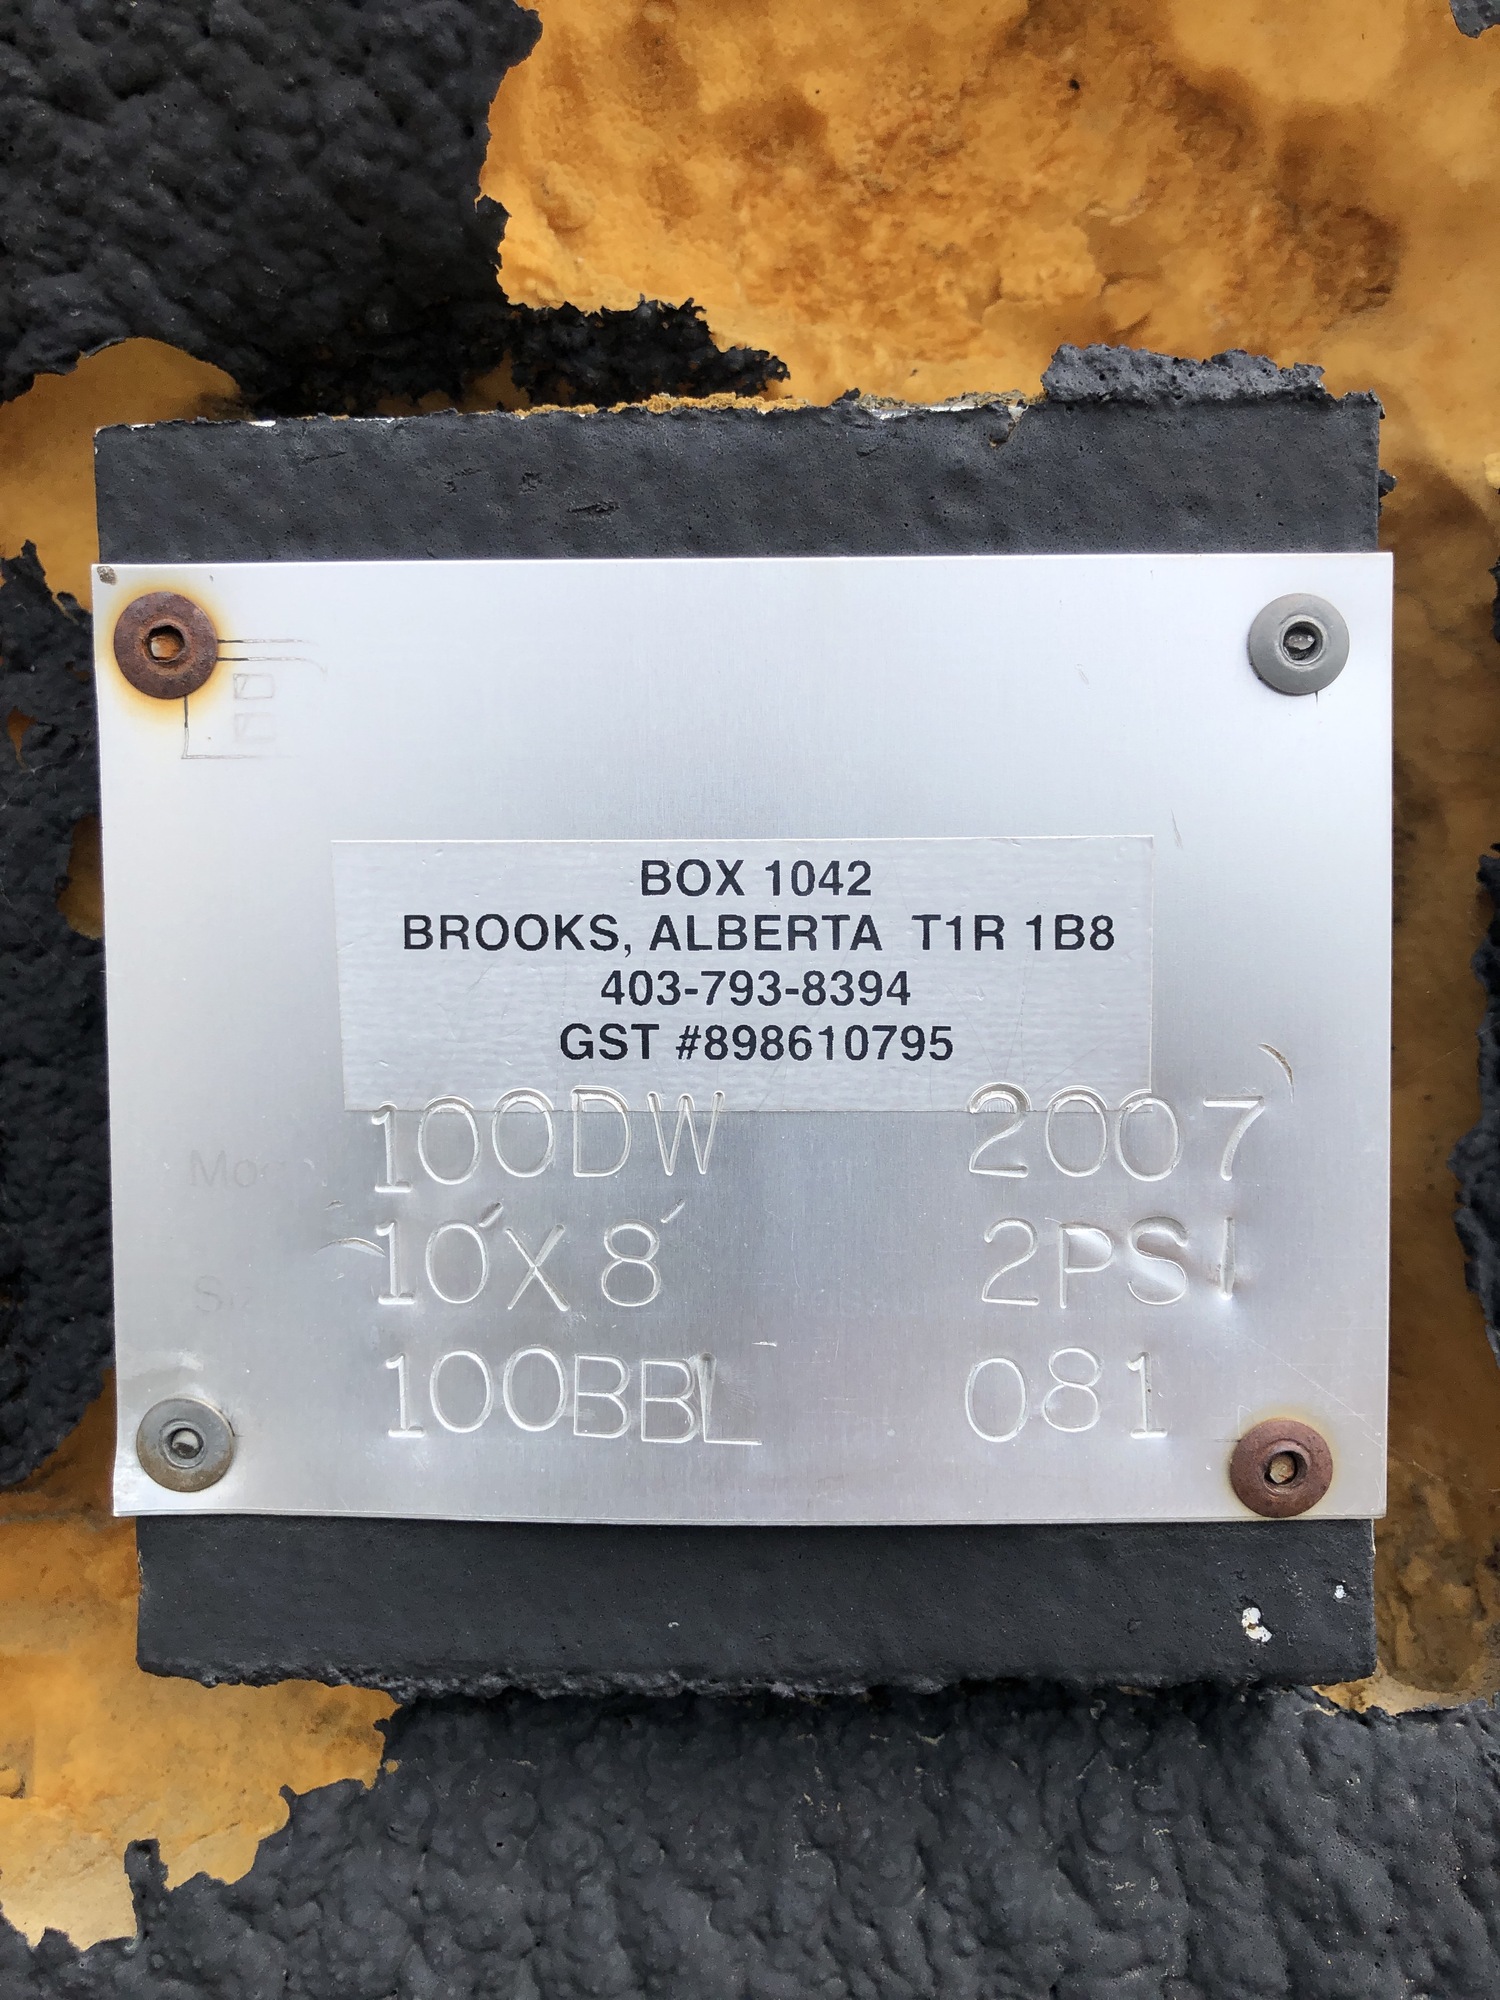 BOX 1042
BROOKS, ALBERTA T1R 1B8
403-793-8394
GST #898610795
100DW 2007
10'X 8' 2PSI
100BBL 081